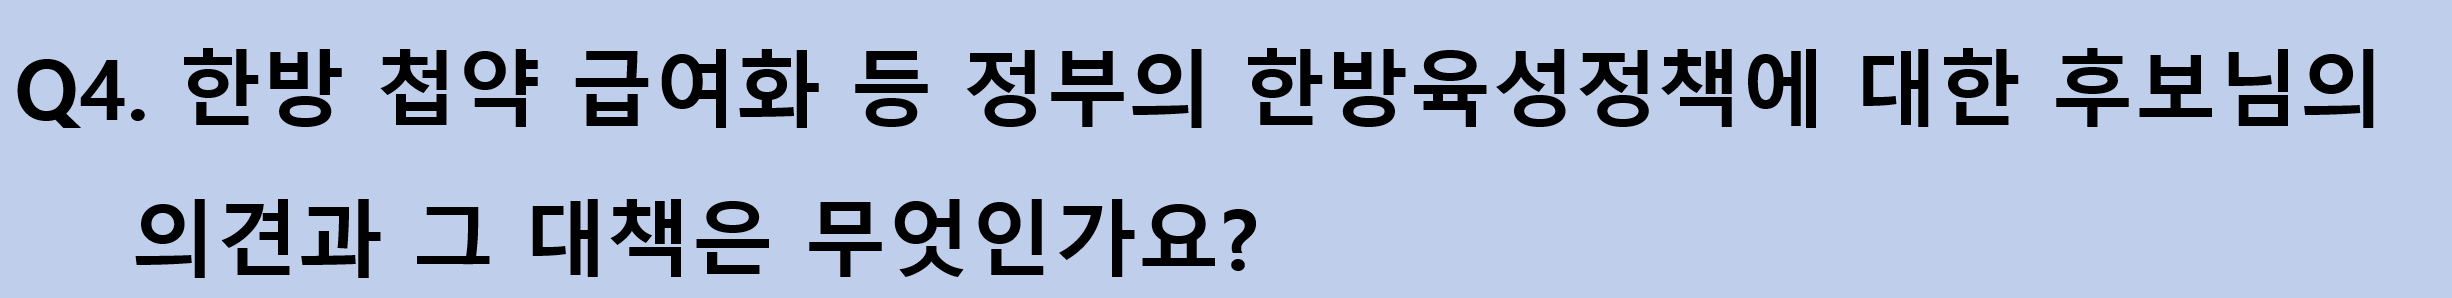 Q4. 한방 첩약 급여화 등 정부의 한방육성정책에 대한 후보님의
의견과 그 대책은 무엇인가요?